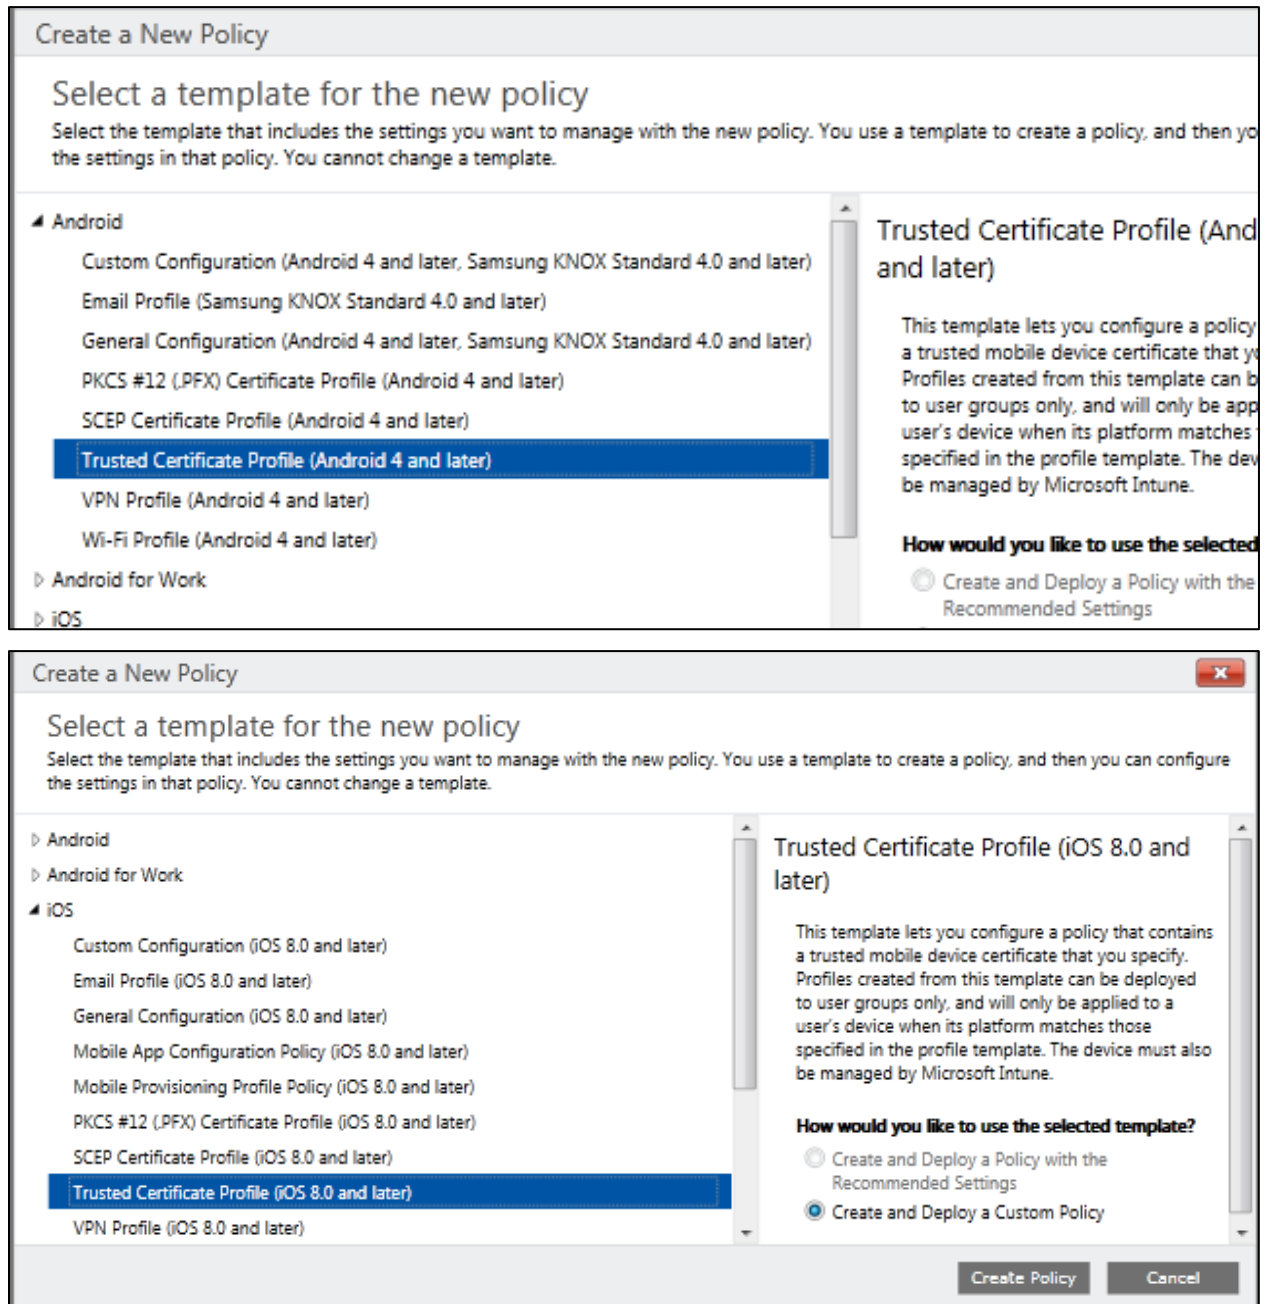 Create a New Policy
Select a template for the new policy
Select the template that includes the settings you want to manage with the new policy. You use a template to create a policy, and then yo
the settings in that policy. You cannot change a template.
Android
Custom Configuration (Android 4 and later, Samsung KNOX Standard 4.0 and later)
Email Profile (Samsung KNOX Standard 4.0 and later)
General Configuration (Android 4 and later, Samsung KNOX Standard 4.0 and later)
PKCS #12 (.PFX) Certificate Profile (Android 4 and later)
SCEP Certificate Profile (Android 4 and later)
Trusted Certificate Profile (Android 4 and later)
VPN Profile (Android 4 and later)
Wi-Fi Profile (Android 4 and later)
Android for Work
iOS
Trusted Certificate Profile (And
and later)
This template lets you configure a policy
a trusted mobile device certificate that yo
Profiles created from this template can b
to user groups only, and will only be app
user's device when its platform matches
specified in the profile template. The dev
be managed by Microsoft Intune.
How would you like to use the selected
Create and Deploy a Policy with the
Recommended Settings
Create a New Policy
Select a template for the new policy
Select the template that includes the settings you want to manage with the new policy. You use a template to create a policy, and then you can configure
the settings in that policy. You cannot change a template.
Android
Android for Work
iOS
Custom Configuration (iOS 8.0 and later)
Email Profile (iOS 8.0 and later)
General Configuration (iOS 8.0 and later)
Mobile App Configuration Policy (iOS 8.0 and later)
Mobile Provisioning Profile Policy (iOS 8.0 and later)
PKCS #12 (.PFX) Certificate Profile (iOS 8.0 and later)
SCEP Certificate Profile (iOS 8.0 and later)
Trusted Certificate Profile (iOS 8.0 and later)
VPN Profile (iOS 8.0 and later)
Trusted Certificate Profile (iOS 8.0 and
later)
This template lets you configure a policy that contains
a trusted mobile device certificate that you specify.
Profiles created from this template can be deployed
to user groups only, and will only be applied to a
user's device when its platform matches those
specified in the profile template. The device must also
be managed by Microsoft Intune.
How would you like to use the selected template?
Create and Deploy a Policy with the
Recommended Settings
Create and Deploy a Custom Policy
Create Policy
Cancel